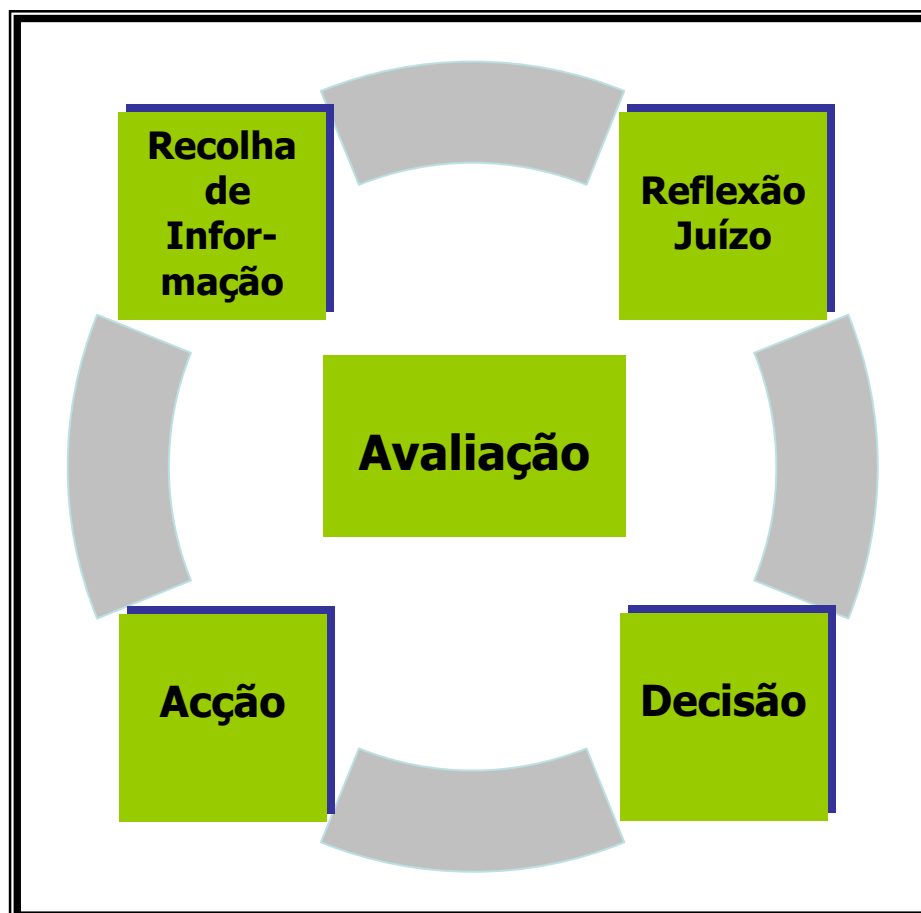 Recolha
de
Infor-
mação
Reflexão
Juízo
Avaliação
Acção
Decisão